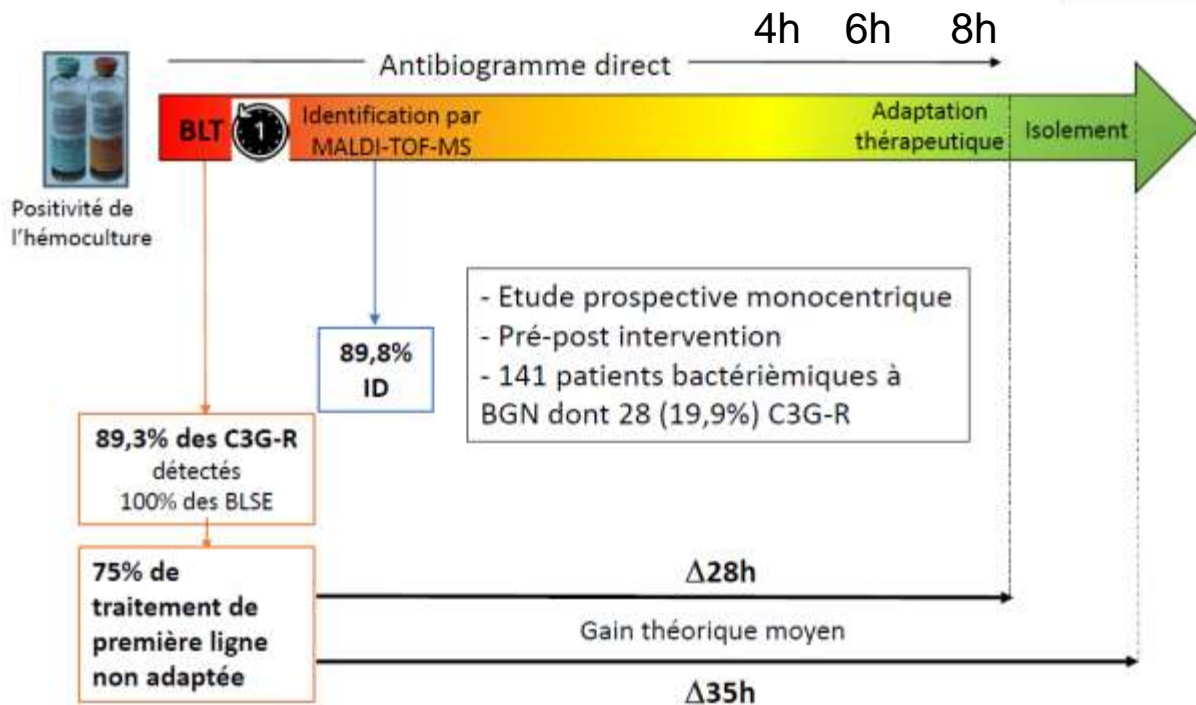 4h 6h 8h
Antibiogramme direct
BLT
1
Identification par
MALDI-TOF-MS
Adaptation
thérapeutique
Isolement
Positivité de
l'hémoculture
- Etude prospective monocentrique
- Pré-post intervention
- 141 patients bactérièmiques à
BGN dont 28 (19,9%) C3G-R
89,8%
ID
89,3% des C3G-R
détectés
100% des BLSE
75% de
traitement de
première ligne
non adaptée
Δ28h
Gain théorique moyen
Δ35h